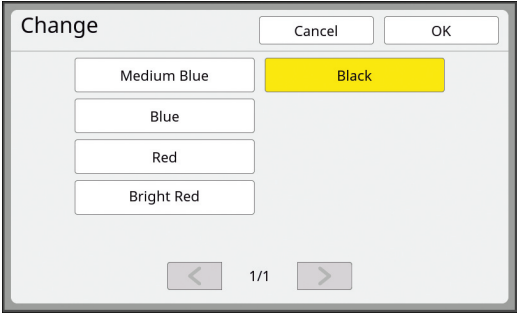 Change Cancel OK
Medium Blue Black
Blue
Red
Bright Red
1/1